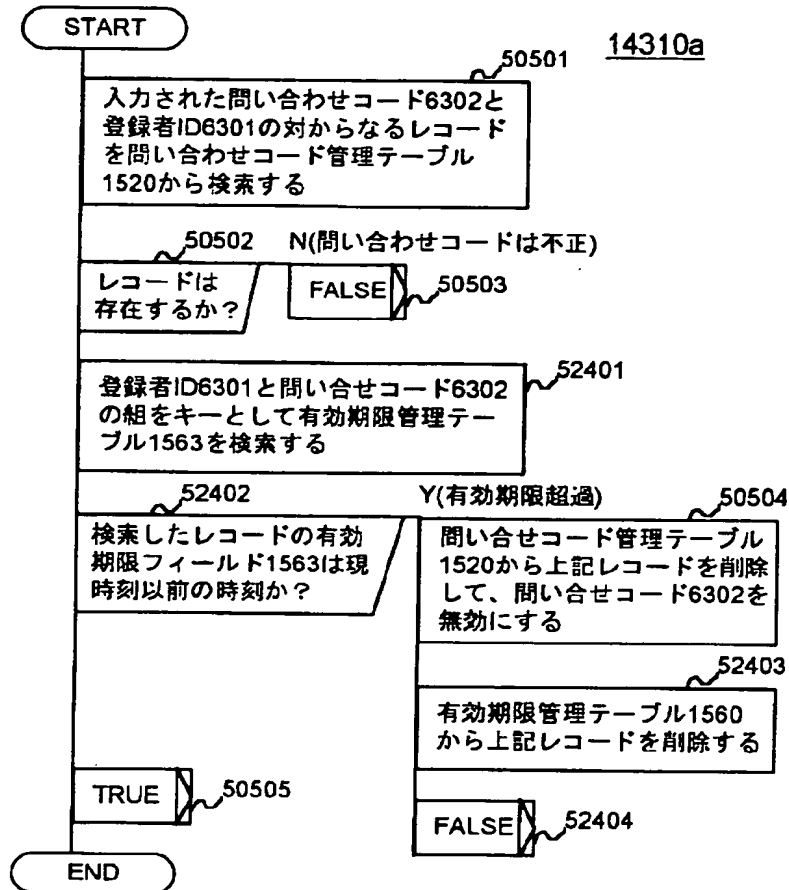 START
14310a
50501
入力された問い合わせコード6302と
登録者ID6301の対からなるレコード
を問い合わせコード管理テーブル
1520から検索する
50502
N(問い合わせコードは不正)
レコードは
存在するか？
FALSE
50503
52401
登録者ID6301と問い合せコード6302
の組をキーとして有効期限管理テー
ブル1563を検索する
52402
Y(有効期限超過)
50504
検索したレコードの有効
期限フィールド1563は現
時刻以前の時刻か？
問い合せコード管理テーブル
1520から上記レコードを削除
して、問い合せコード6302を
無効にする
52403
有効期限管理テーブル1560
から上記レコードを削除する
TRUE
50505
FALSE
52404
END